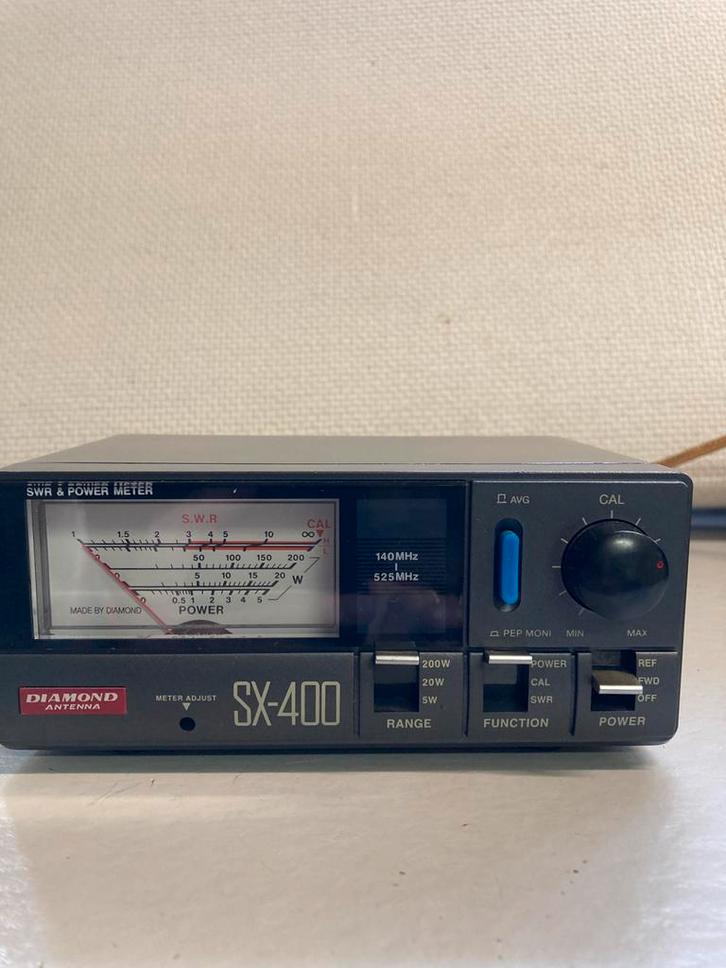 SWR & POWER METER
S.W.R
CAL
1 1.5 2 3 4 5 10 ∞
H
L
0 50 100 150 200
5 10 15 20
W
0 0.5 1 2 3 4 5
MADE BY DIAMOND
POWER
140MHz
525MHz
AVG
PEP MONI
CAL
MIN
MAX
DIAMOND
ANTENNA
METER ADJUST
SX-400
200W
20W
5W
RANGE
POWER
CAL
SWR
FUNCTION
REF
FWD
OFF
POWER